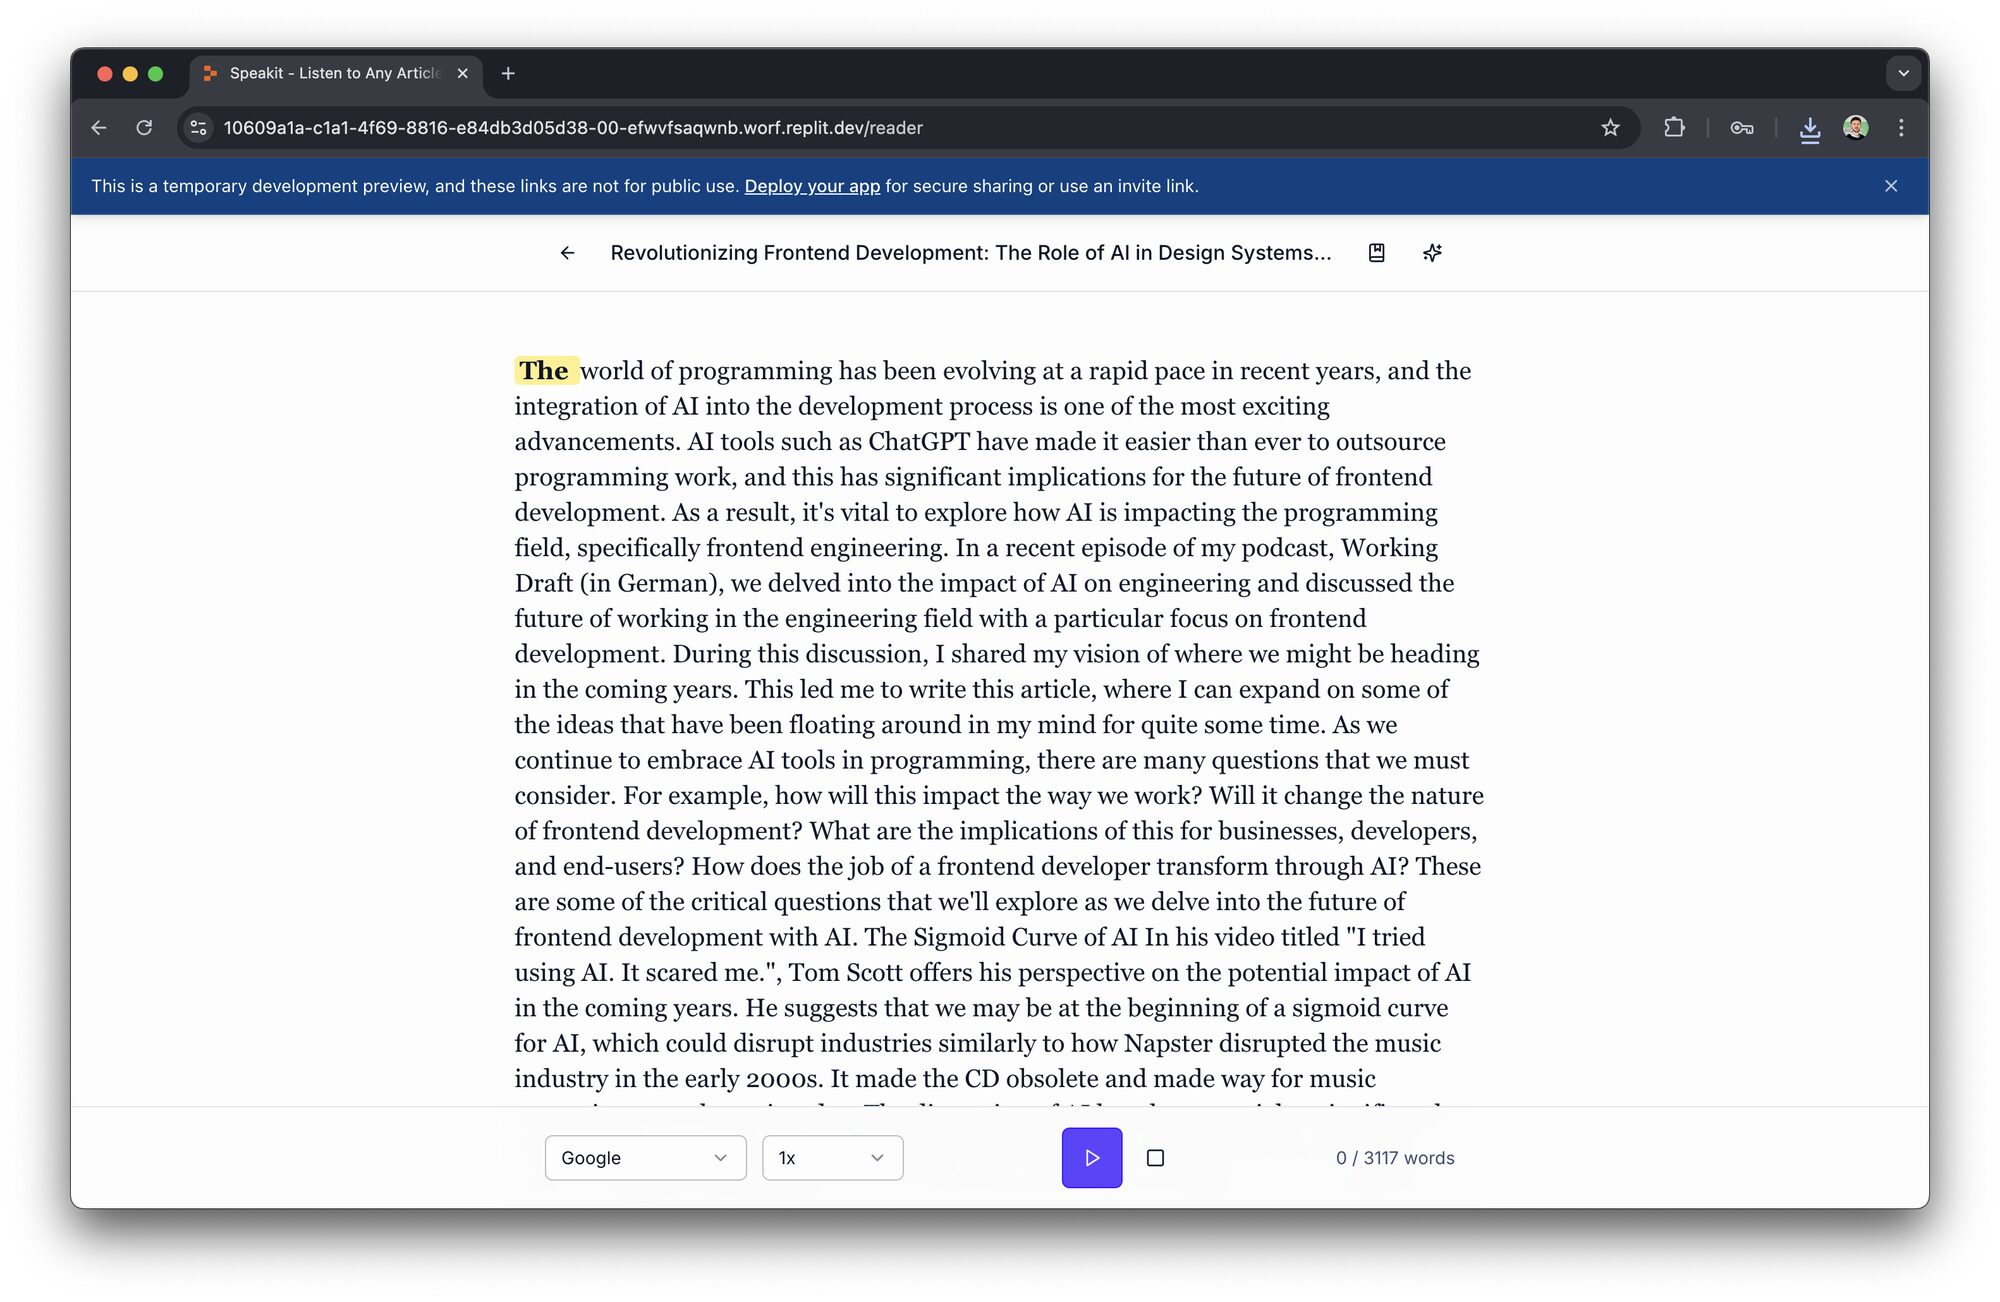 Speakit - Listen to Any Article
10609a1a-c1a1-4f69-8816-e84db3d05d38-00-efwvfsaqwnb.worf.replit.dev/reader
This is a temporary development preview, and these links are not for public use. Deploy your app for secure sharing or use an invite link.
Revolutionizing Frontend Development: The Role of AI in Design Systems...
The world of programming has been evolving at a rapid pace in recent years, and the
integration of AI into the development process is one of the most exciting
advancements. AI tools such as ChatGPT have made it easier than ever to outsource
programming work, and this has significant implications for the future of frontend
development. As a result, it's vital to explore how AI is impacting the programming
field, specifically frontend engineering. In a recent episode of my podcast, Working
Draft (in German), we delved into the impact of AI on engineering and discussed the
future of working in the engineering field with a particular focus on frontend
development. During this discussion, I shared my vision of where we might be heading
in the coming years. This led me to write this article, where I can expand on some of
the ideas that have been floating around in my mind for quite some time. As we
continue to embrace AI tools in programming, there are many questions that we must
consider. For example, how will this impact the way we work? Will it change the nature
of frontend development? What are the implications of this for businesses, developers,
and end-users? How does the job of a frontend developer transform through AI? These
are some of the critical questions that we'll explore as we delve into the future of
frontend development with AI. The Sigmoid Curve of AI In his video titled "I tried
using AI. It scared me.", Tom Scott offers his perspective on the potential impact of AI
in the coming years. He suggests that we may be at the beginning of a sigmoid curve
for AI, which could disrupt industries similarly to how Napster disrupted the music
industry in the early 2000s. It made the CD obsolete and made way for music
Google
1x
0 / 3117 words